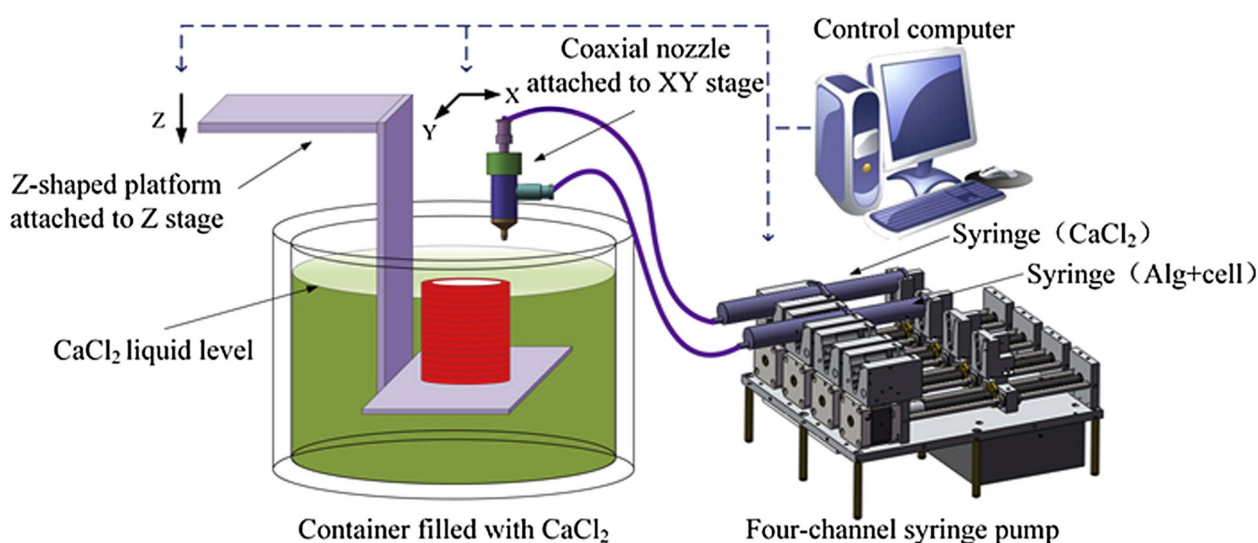 Control computer
Coaxial nozzle
attached to XY stage
X
Y
Z
Z-shaped platform
attached to Z stage
Syringe（CaCl₂）
Syringe（Alg+cell）
CaCl₂ liquid level
Container filled with CaCl₂
Four-channel syringe pump